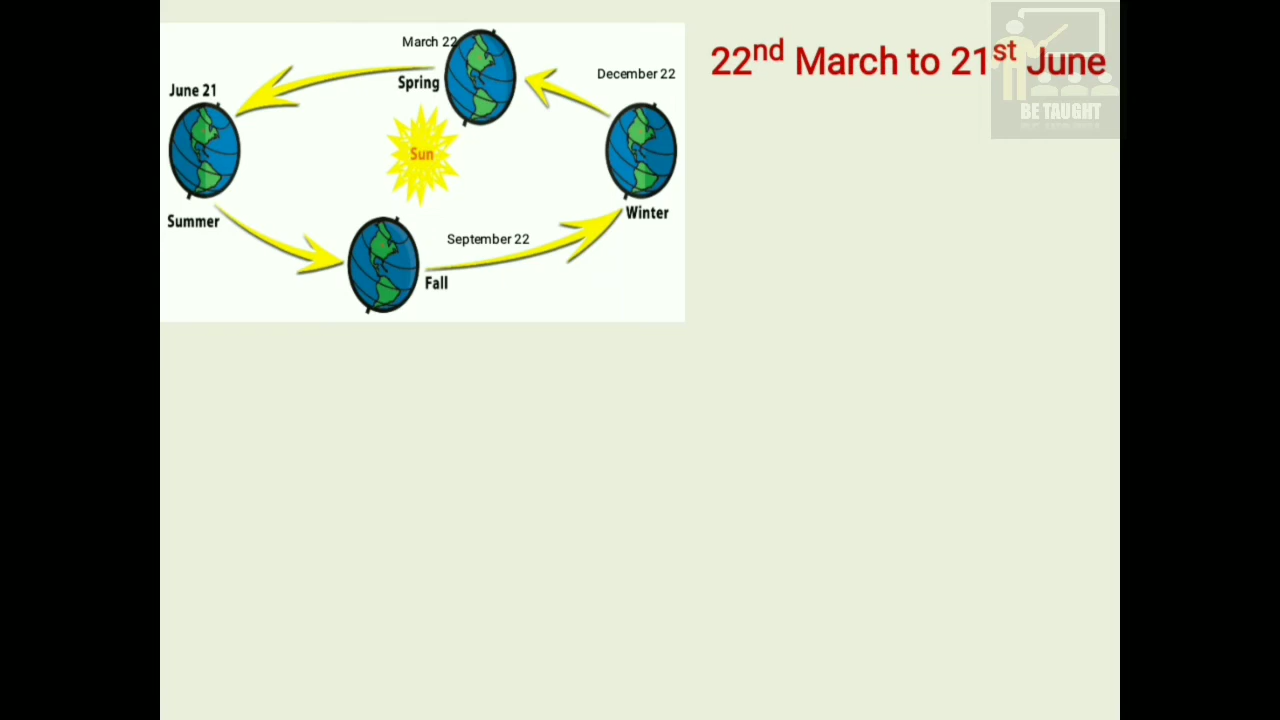 22nd March to 21st June
BE TAUGHT
March 22
Spring
December 22
June 21
Sun
Summer
Winter
September 22
Fall